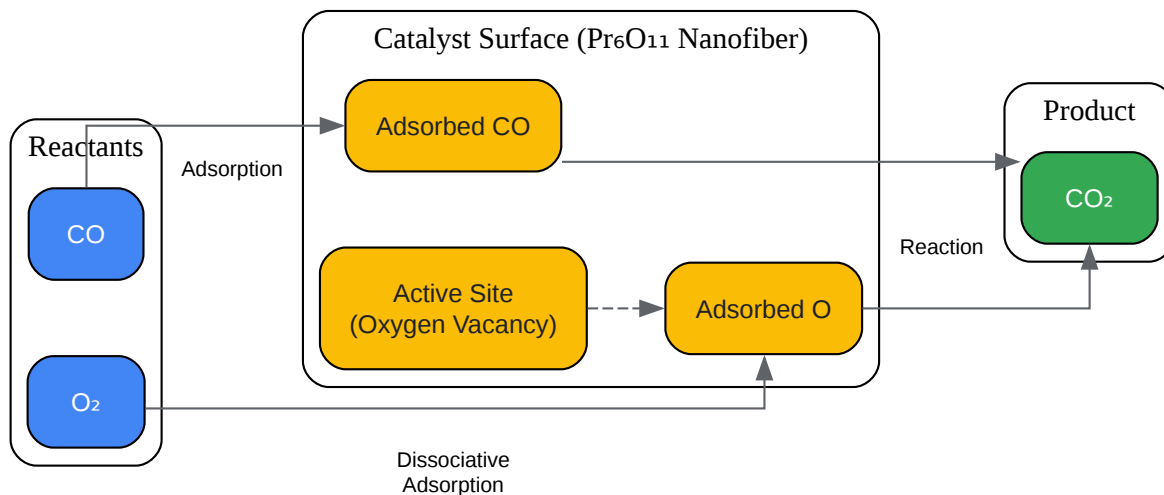 Catalyst Surface (Pr₆O₁₁ Nanofiber)
Reactants
Product
Adsorbed CO
Adsorption
CO
CO₂
Active Site
(Oxygen Vacancy)
Adsorbed O
Reaction
O₂
Dissociative
Adsorption